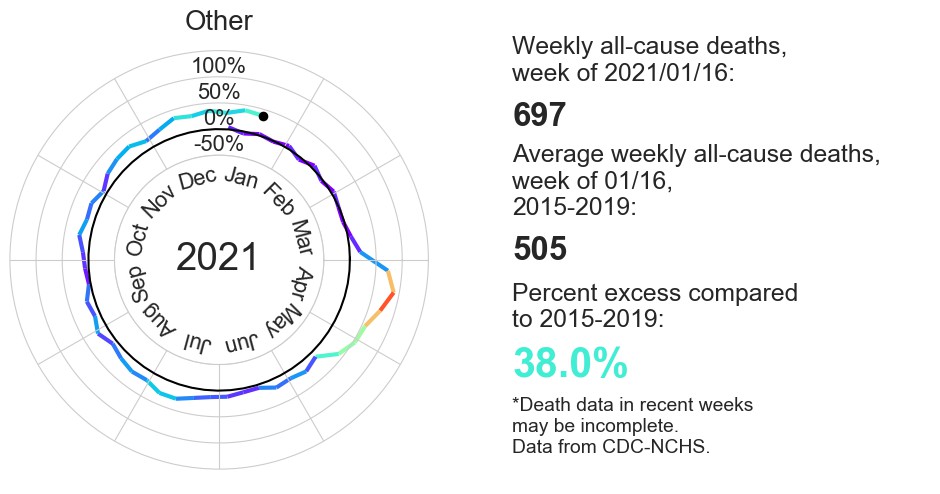 Other
100%
50%
0%
-50%
Jan
Feb
Mar
Apr
May
Jun
Jul
Aug
Sep
Oct
Nov
Dec
2021
Weekly all-cause deaths,
week of 2021/01/16:
697
Average weekly all-cause deaths,
week of 01/16,
2015-2019:
505
Percent excess compared
to 2015-2019:
38.0%
*Death data in recent weeks
may be incomplete.
Data from CDC-NCHS.